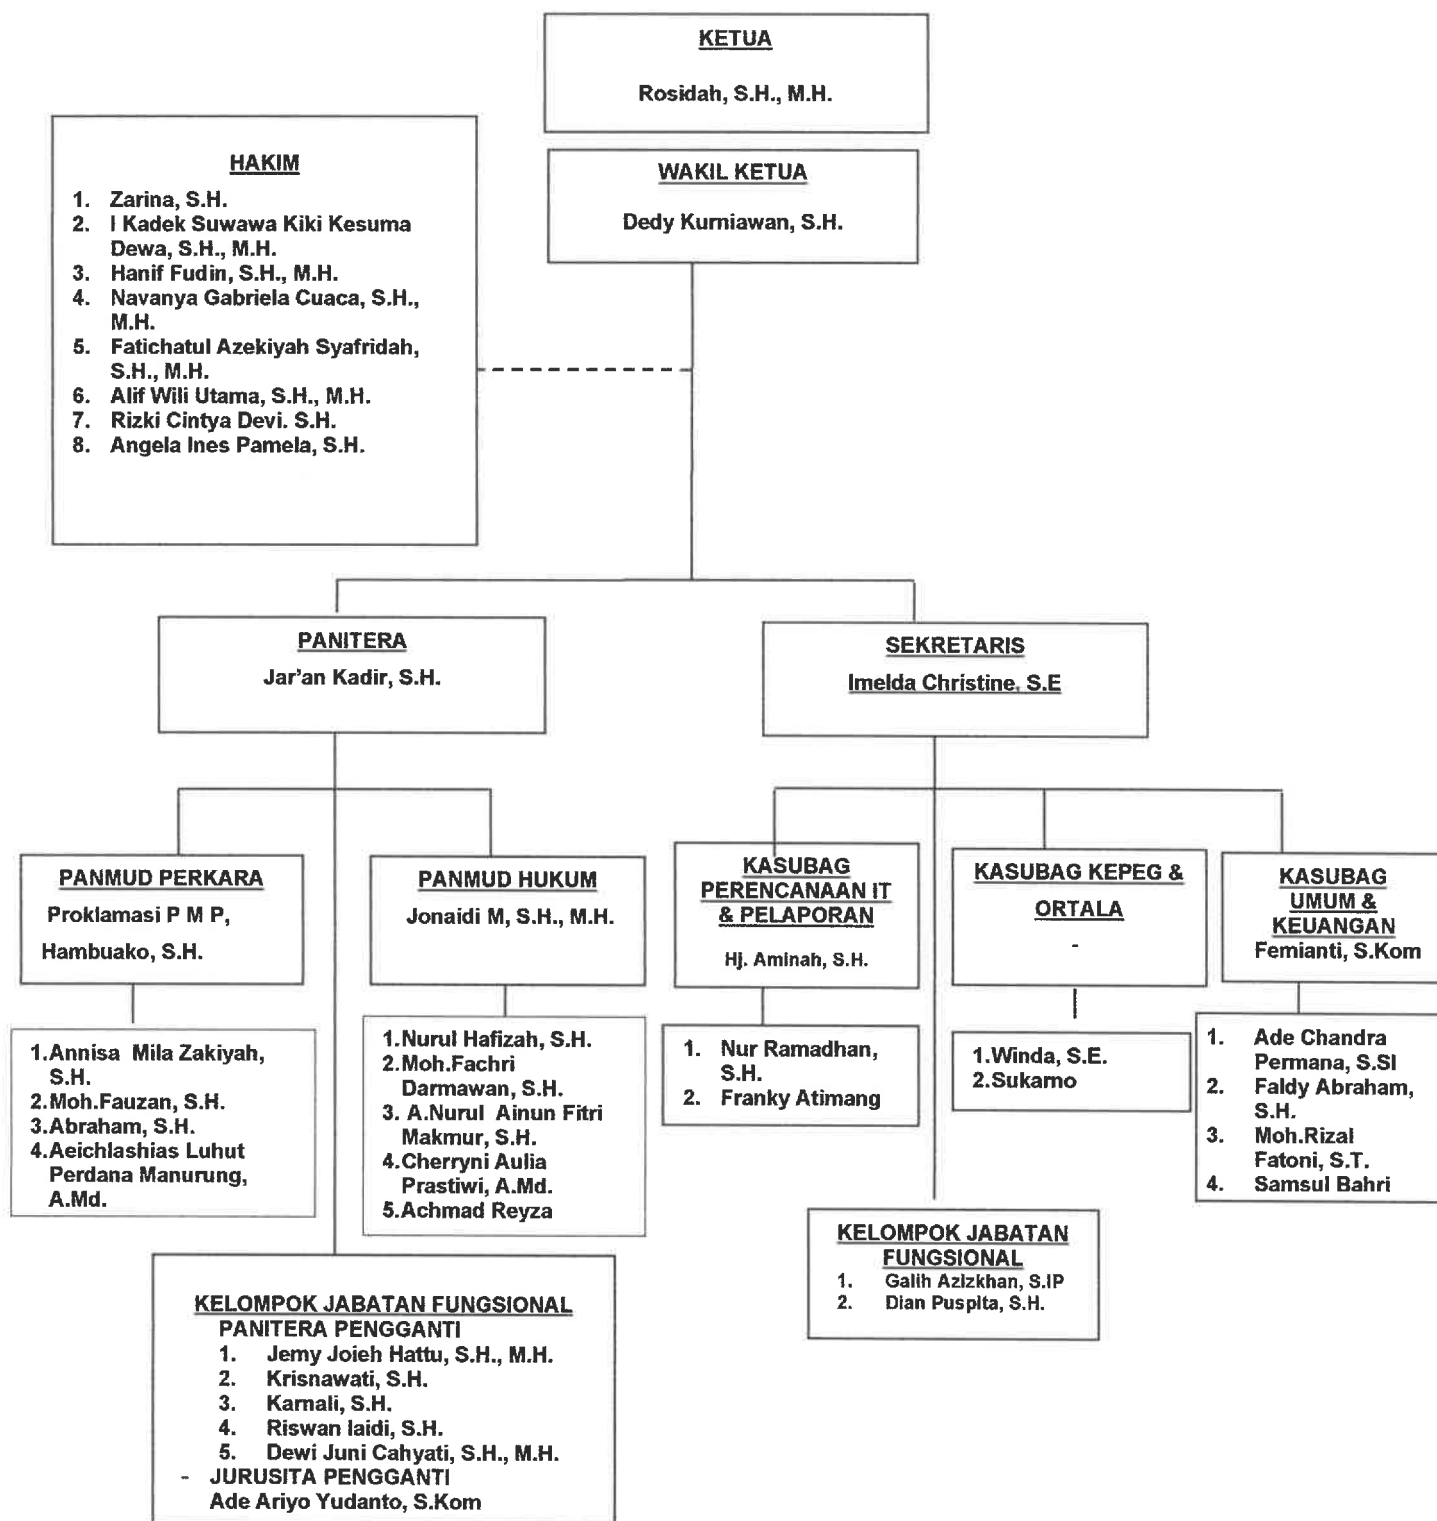 KETUA
Rosidah, S.H., M.H.
WAKIL KETUA
Dedy Kurniawan, S.H.
HAKIM
1. Zarina, S.H.
2. I Kadek Suwawa Kiki Kesuma
Dewa, S.H., M.H.
3. Hanif Fudin, S.H., M.H.
4. Navanya Gabriela Cuaca, S.H.,
M.H.
5. Fatichatul Azekiyah Syafridah,
S.H., M.H.
6. Alif Wili Utama, S.H., M.H.
7. Rizki Cintya Devi. S.H.
8. Angela Ines Pamela, S.H.
PANITERA
Jar'an Kadir, S.H.
SEKRETARIS
Imelda Christine, S.E
PANMUD PERKARA
Proklamasi P M P,
Hambuako, S.H.
PANMUD HUKUM
Jonaidi M, S.H., M.H.
KASUBAG
PERENCANAAN IT
& PELAPORAN
Hj. Aminah, S.H.
KASUBAG KEPEG &
ORTALA
-
KASUBAG
UMUM &
KEUANGAN
Femianti, S.Kom
1.Annisa Mila Zakiyah,
S.H.
2.Moh.Fauzan, S.H.
3.Abraham, S.H.
4.Aeichlashias Luhut
Perdana Manurung,
A.Md.
1.Nurul Hafizah, S.H.
2.Moh.Fachri
Darmawan, S.H.
3. A.Nurul Ainun Fitri
Makmur, S.H.
4.Cherryni Aulia
Prastiwi, A.Md.
5.Achmad Reyza
1. Nur Ramadhan,
S.H.
2. Franky Atimang
1.Winda, S.E.
2.Sukarno
1. Ade Chandra
Permana, S.SI
2. Faldy Abraham,
S.H.
3. Moh.Rizal
Fatoni, S.T.
4. Samsul Bahri
KELOMPOK JABATAN FUNGSIONAL
PANITERA PENGGANTI
1. Jemy Joieh Hattu, S.H., M.H.
2. Krisnawati, S.H.
3. Karnali, S.H.
4. Riswan laidi, S.H.
5. Dewi Juni Cahyati, S.H., M.H.
- JURUSITA PENGGANTI
Ade Ariyo Yudanto, S.Kom
KELOMPOK JABATAN
FUNGSIONAL
1. Galih Azizkhan, S.IP
2. Dian Puspita, S.H.